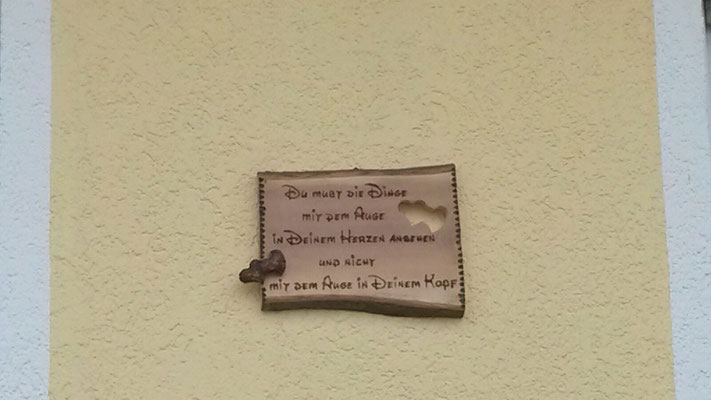 Du mußt die Dinge
mit dem Auge
in Deinem Herzen ansehen
und nicht
mit dem Auge in Deinem Kopf